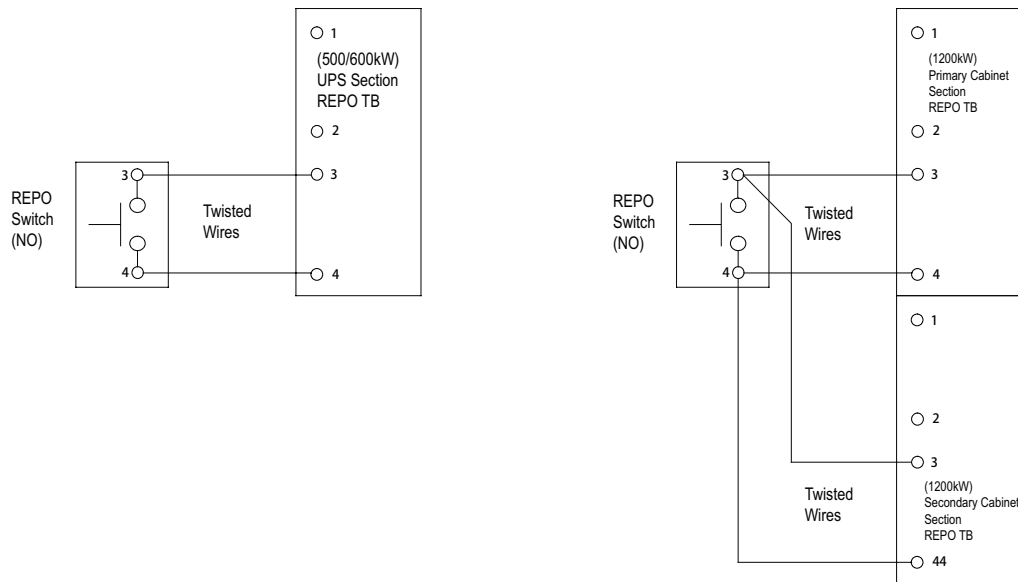 1
(500/600kW)
UPS Section
REPO TB
2
3
3
REPO
Switch
(NO)
Twisted
Wires
4
4
1
(1200kW)
Primary Cabinet
Section
REPO TB
2
3
3
REPO
Switch
(NO)
Twisted
Wires
4
4
1
2
3
(1200kW)
Secondary Cabinet
Section
REPO TB
Twisted
Wires
44